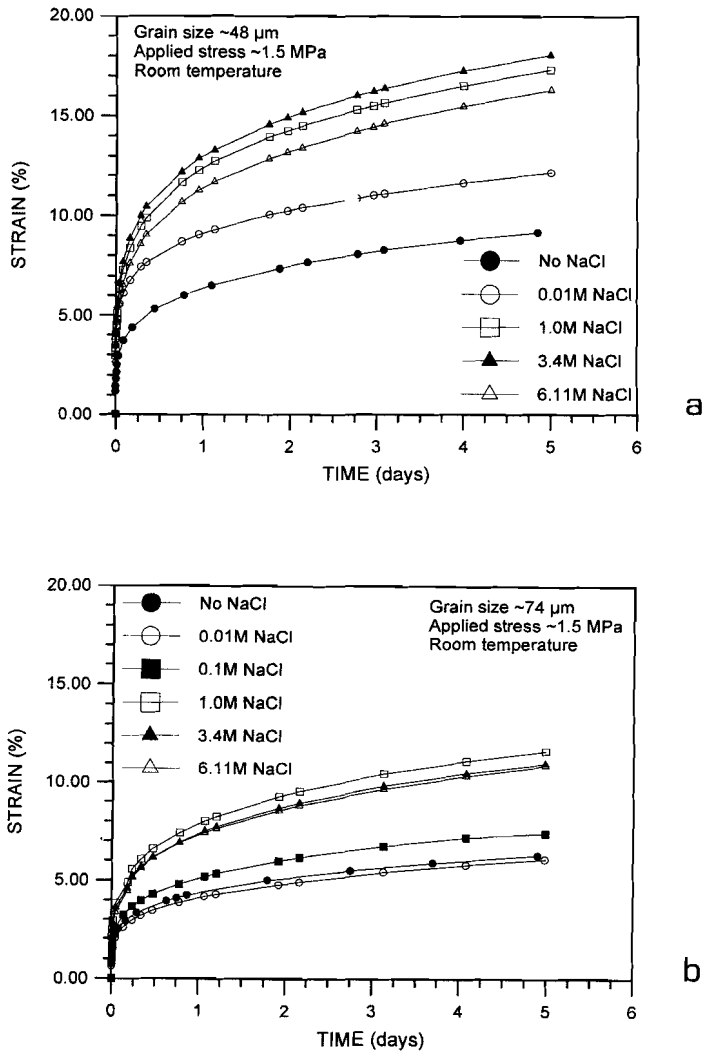 20.00
15.00
10.00
5.00
0.00
STRAIN (%)
Grain size ~48 µm
Applied stress ~1.5 MPa
Room temperature
No NaCl
0.01M NaCl
1.0M NaCl
3.4M NaCl
6.11M NaCl
0 1 2 3 4 5 6
TIME (days)
a
20.00
15.00
10.00
5.00
0.00
STRAIN (%)
No NaCl
0.01M NaCl
0.1M NaCl
1.0M NaCl
3.4M NaCl
6.11M NaCl
Grain size ~74 µm
Applied stress ~1.5 MPa
Room temperature
0 1 2 3 4 5 6
TIME (days)
b